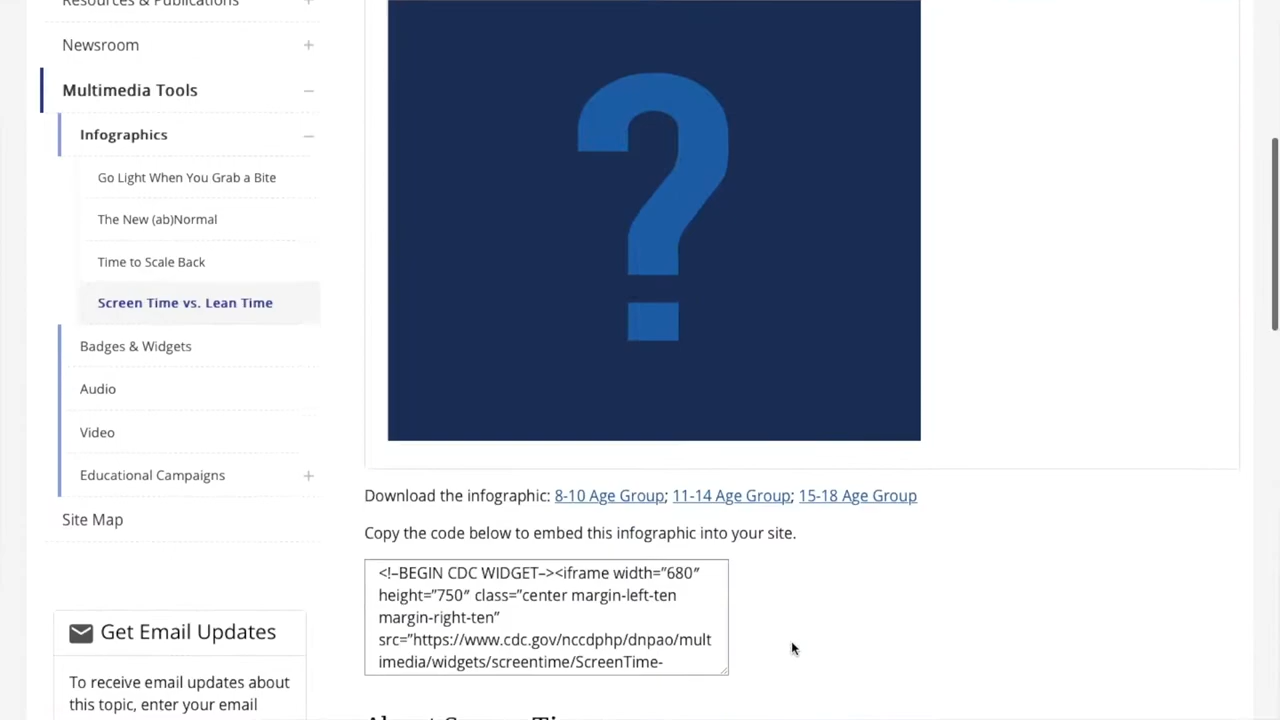 Resources & Publications
Newsroom
Multimedia Tools
Infographics
Go Light When You Grab a Bite
The New (ab)Normal
Time to Scale Back
Screen Time vs. Lean Time
Badges & Widgets
Audio
Video
Educational Campaigns
Site Map
Get Email Updates
To receive email updates about
this topic, enter your email
?
Download the infographic: 8-10 Age Group; 11-14 Age Group; 15-18 Age Group
Copy the code below to embed this infographic into your site.
<!–BEGIN CDC WIDGET–><iframe width=”680″
height=”750″ class=”center margin-left-ten
margin-right-ten”
src=”https://www.cdc.gov/nccdphp/dnpao/mult
imedia/widgets/screentime/ScreenTime-